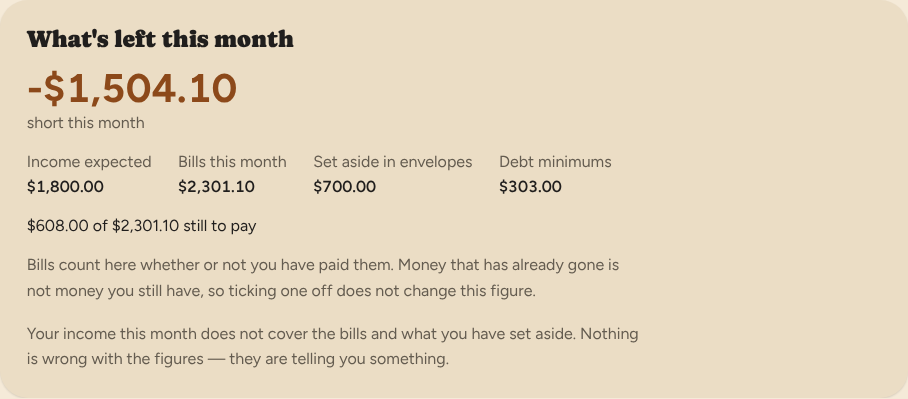 What's left this month
-$1,504.10
short this month
Income expected Bills this month Set aside in envelopes Debt minimums
$1,800.00 $2,301.10 $700.00 $303.00
$608.00 of $2,301.10 still to pay
Bills count here whether or not you have paid them. Money that has already gone is
not money you still have, so ticking one off does not change this figure.
Your income this month does not cover the bills and what you have set aside. Nothing
is wrong with the figures — they are telling you something.